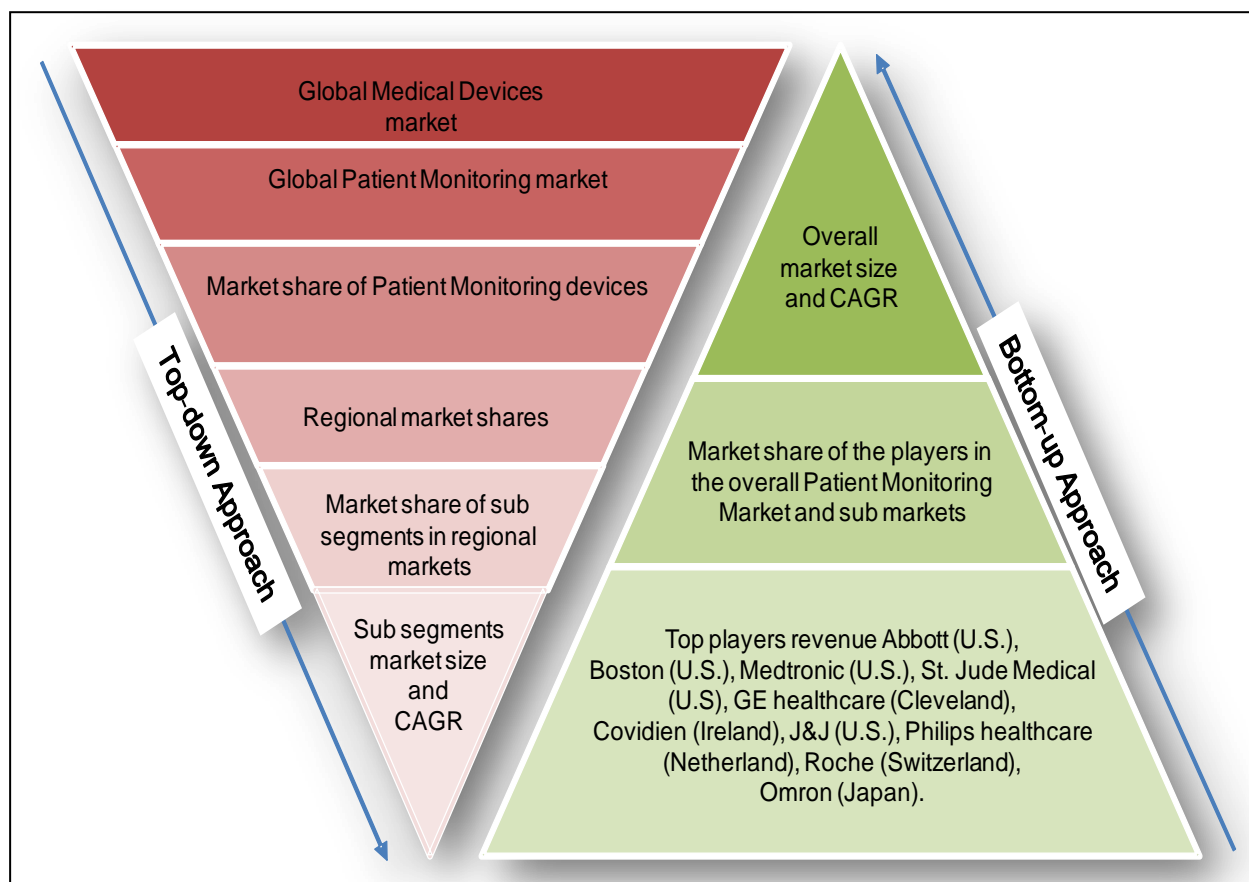 Global Medical Devices
market
Global Patient Monitoring market
Market share of Patient Monitoring devices
Regional market shares
Market share of sub
segments in regional
markets
Sub segments
market size
and
CAGR
Top-down Approach
Overall
market size
and CAGR
Market share of the players in
the overall Patient Monitoring
Market and sub markets
Top players revenue Abbott (U.S.),
Boston (U.S.), Medtronic (U.S.), St. Jude Medical
(U.S), GE healthcare (Cleveland),
Covidien (Ireland), J&J (U.S.), Philips healthcare
(Netherland), Roche (Switzerland),
Omron (Japan).
Bottom-up Approach